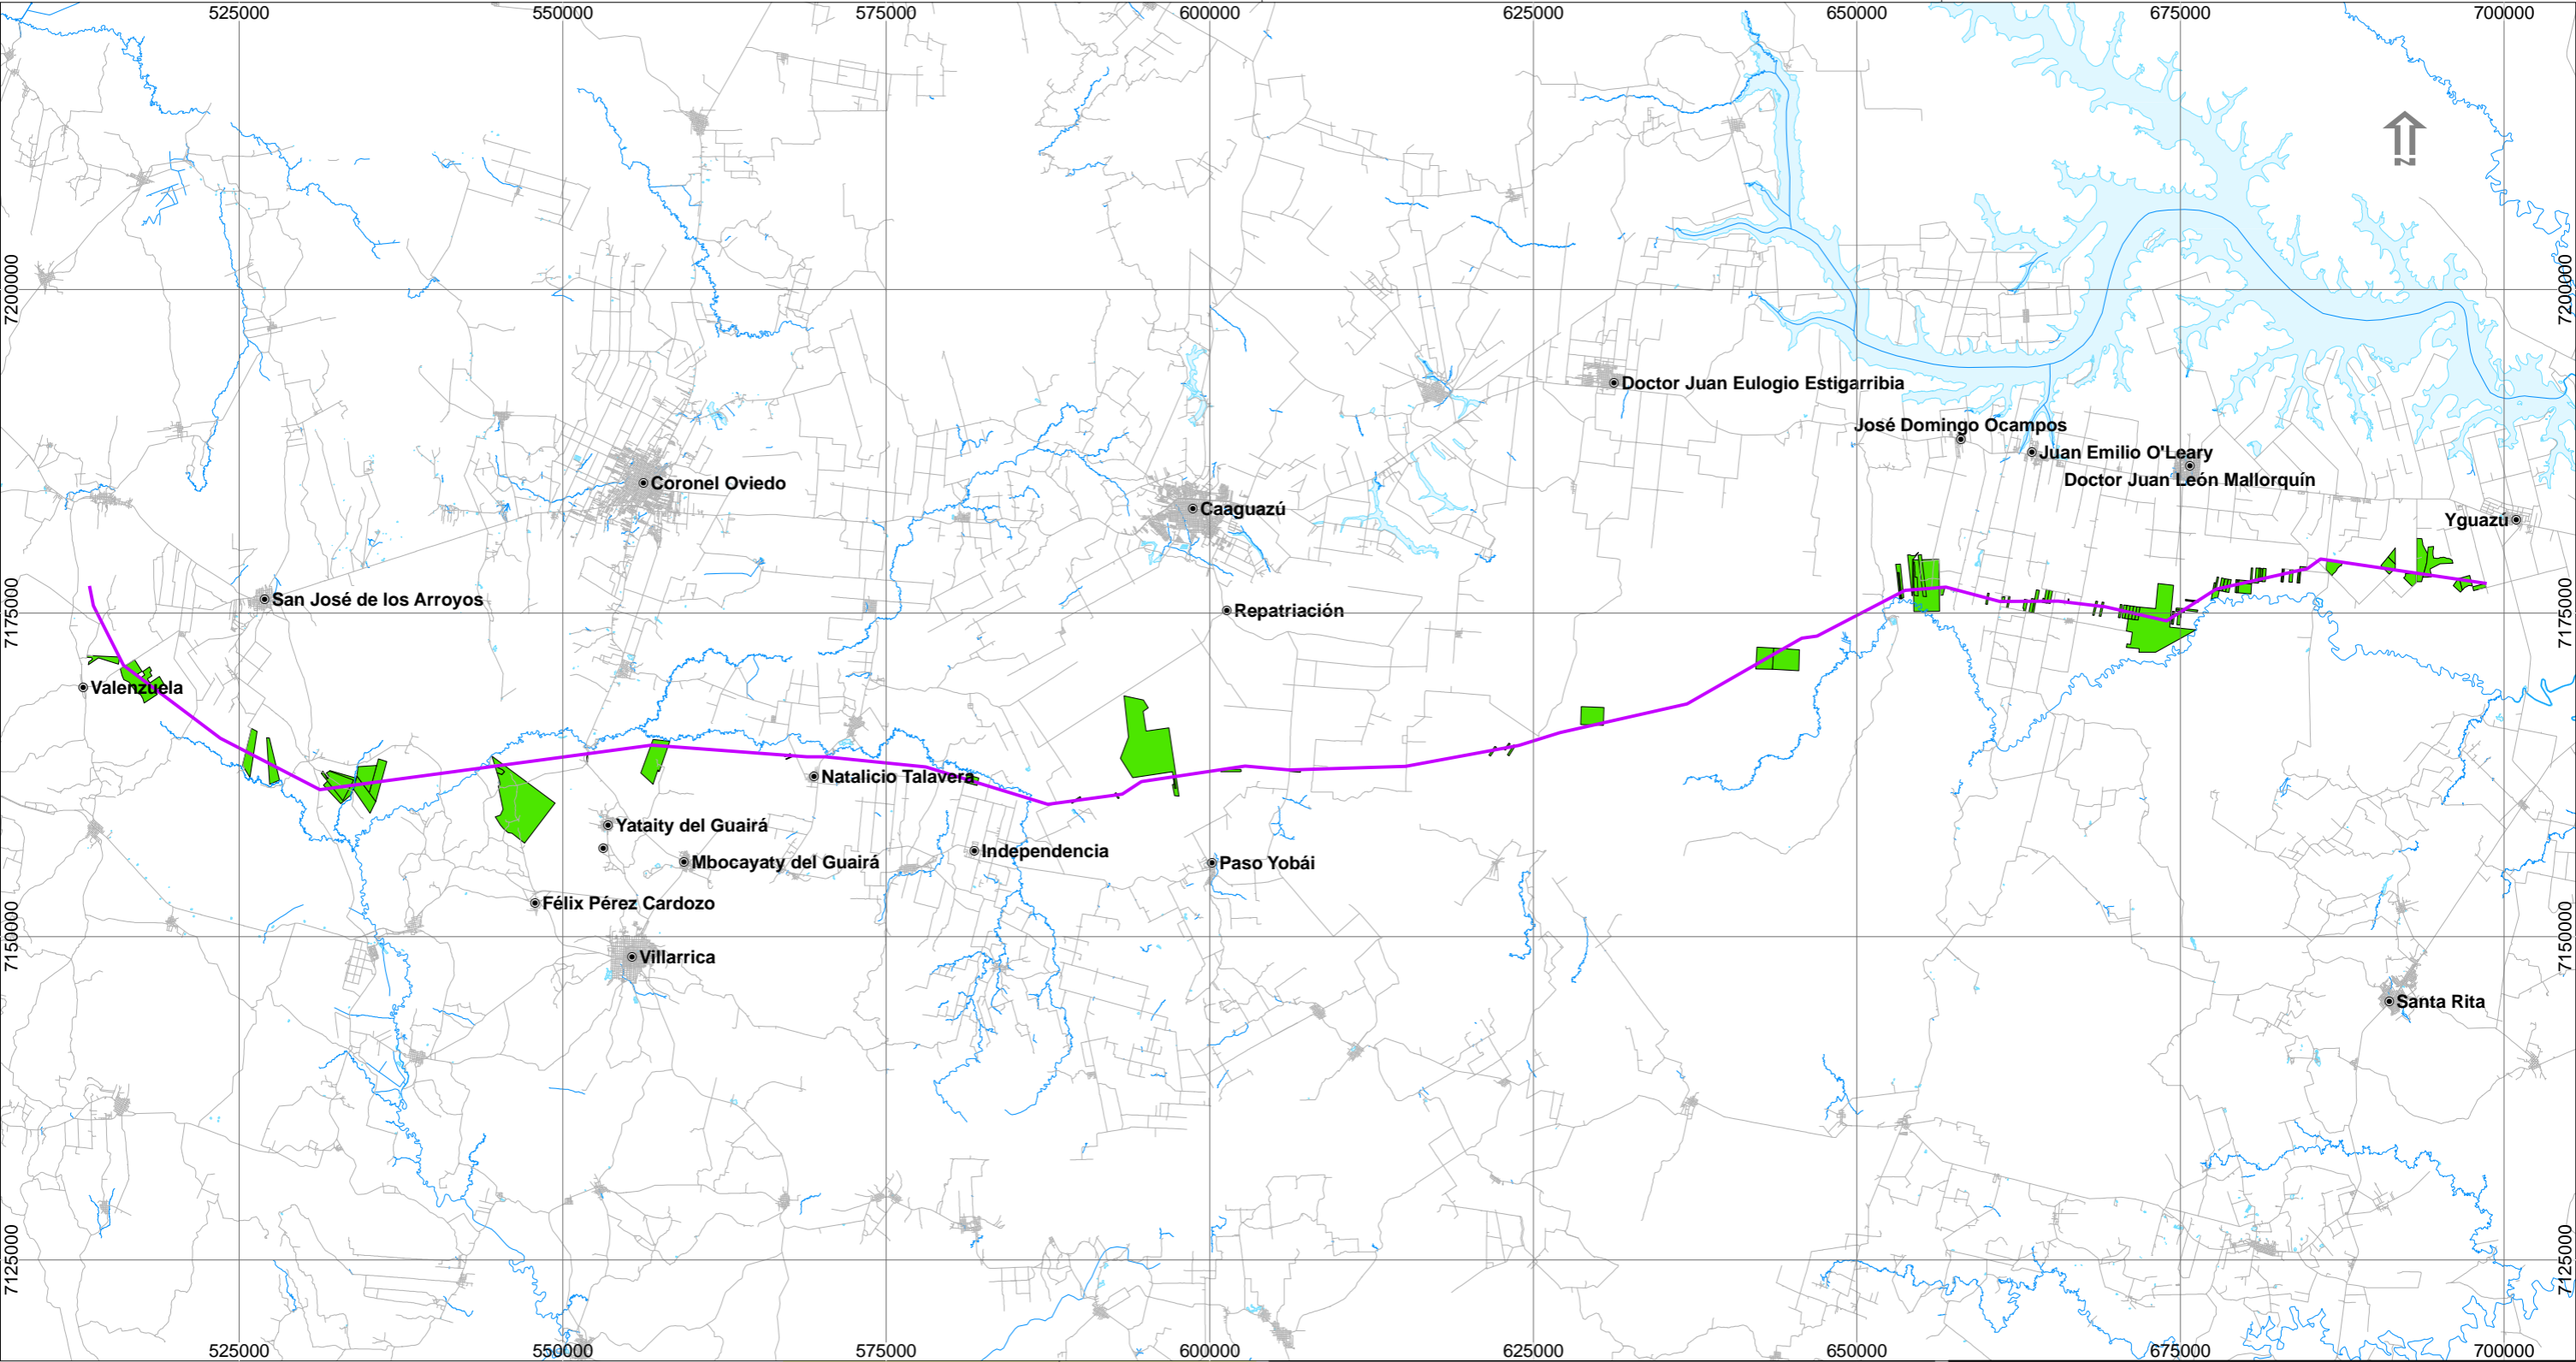 525000 550000 575000 600000 625000 650000 675000 700000
N
7200000 7200000
Doctor Juan Eulogio Estigarribia
José Domingo Ocampos
Juan Emilio O'Leary
Doctor Juan León Mallorquín
Coronel Oviedo
Caaguazú
Yguazú
7175000 7175000
San José de los Arroyos
Repatriación
Valenzuela
Natalicio Talavera
Yataity del Guairá
Independencia
Mbocayaty del Guairá
Paso Yobái
Félix Pérez Cardozo
7150000 7150000
Villarrica
Santa Rita
7125000 7125000
525000 550000 575000 600000 625000 650000 675000 700000